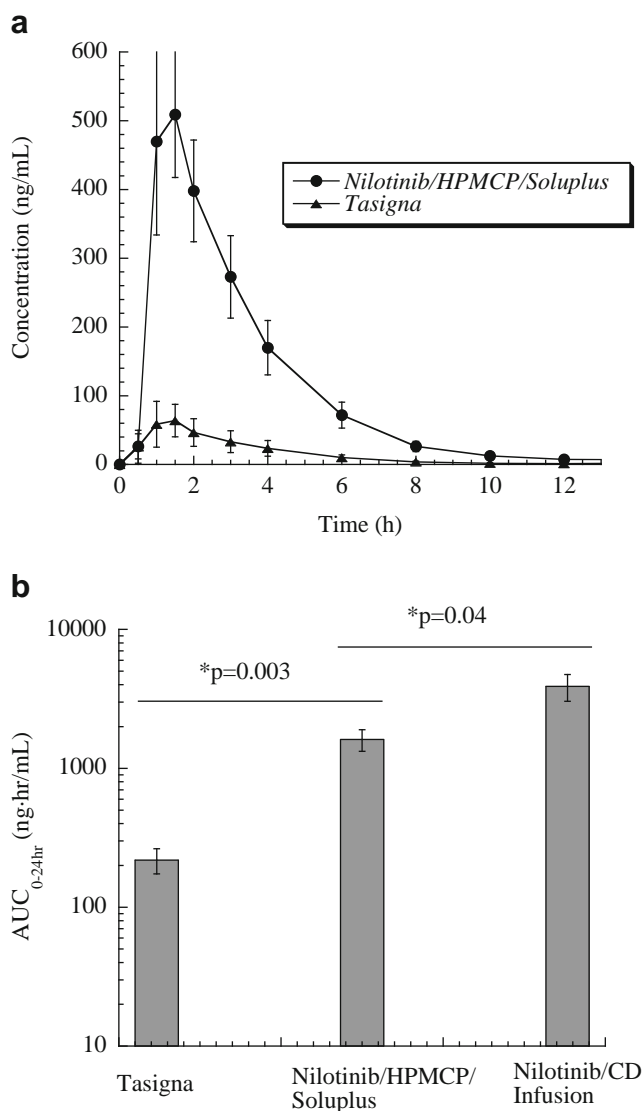 a
600
500
400
300
200
100
0
Concentration (ng/mL)
Nilotinib/HPMCP/Soluplus
Tasigna
0 2 4 6 8 10 12
Time (h)
b
*p=0.04
*p=0.003
10000
1000
100
10
AUC0-24hr (ng·hr/mL)
Tasigna
Nilotinib/HPMCP/
Soluplus
Nilotinib/CD
Infusion